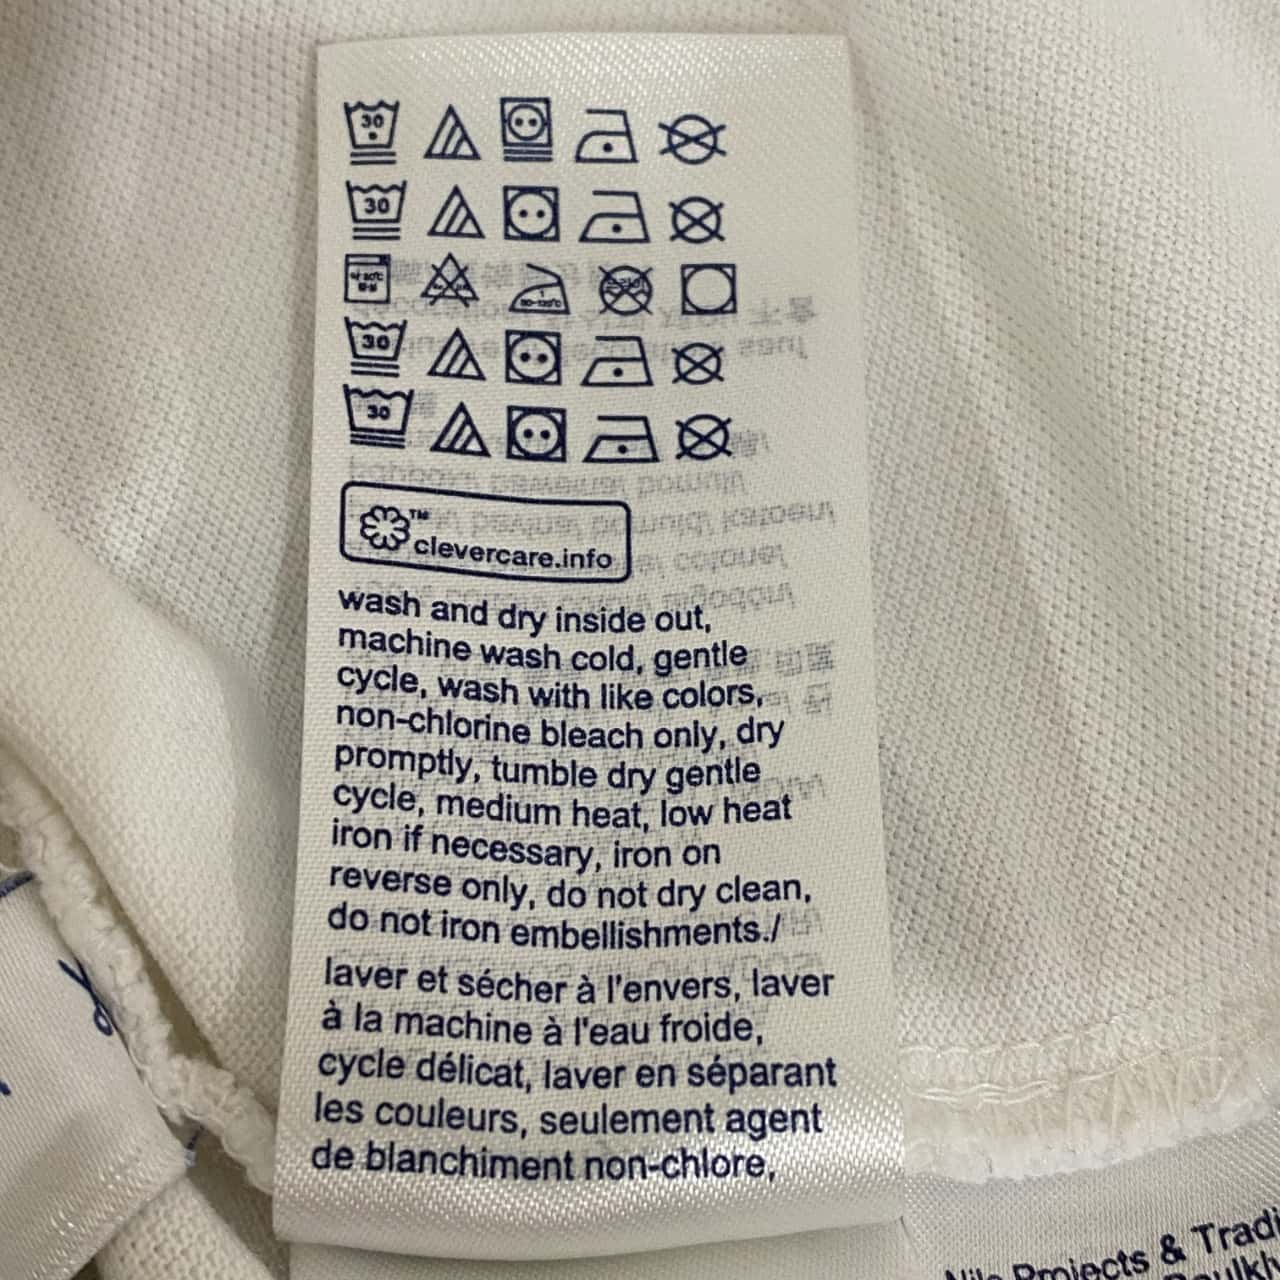 30
30
30
30
™
clevercare.info
wash and dry inside out,
machine wash cold, gentle
cycle, wash with like colors,
non-chlorine bleach only, dry
promptly, tumble dry gentle
cycle, medium heat, low heat
iron if necessary, iron on
reverse only, do not dry clean,
do not iron embellishments./
laver et sécher à l'envers, laver
à la machine à l'eau froide,
cycle délicat, laver en séparant
les couleurs, seulement agent
de blanchiment non-chlore,
Projects & Tradi